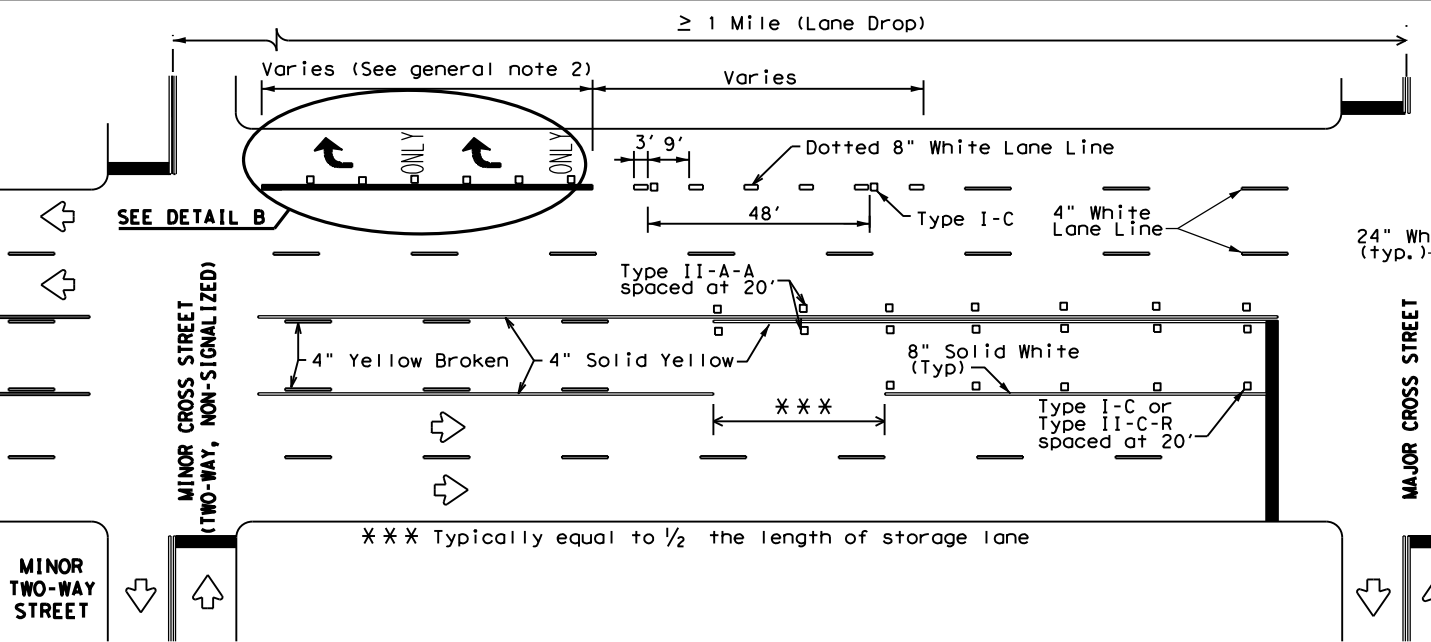 ≥ 1 Mile (Lane Drop)
Varies (See general note 2)
Varies
ONLY
ONLY
3' 9'
Dotted 8" White Lane Line
SEE DETAIL B
48'
Type I-C
4" White
Lane Line
24" Wh
(typ.)
Type II-A-A
spaced at 20'
4" Yellow Broken
4" Solid Yellow
8" Solid White
(Typ)
***
Type I-C or
Type II-C-R
spaced at 20'
MINOR CROSS STREET
(TWO-WAY, NON-SIGNALIZED)
MAJOR CROSS STREET
*** Typically equal to ½ the length of storage lane
MINOR
TWO-WAY
STREET